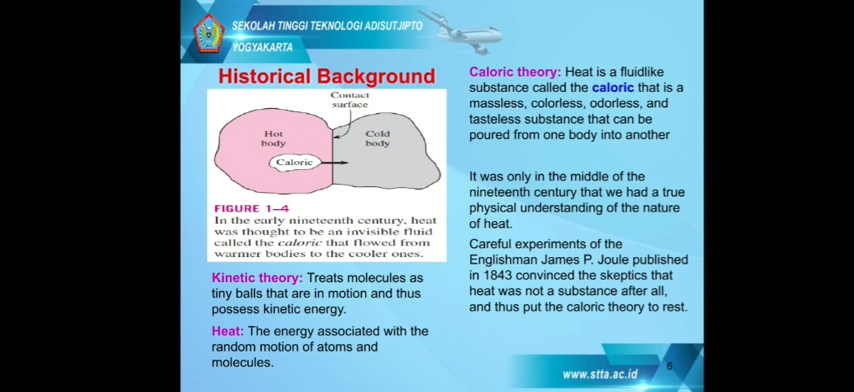 SEKOLAH TINGGI TEKNOLOGI ADISUTJIPTO
YOGYAKARTA
Historical Background
Contact
surface
Hot
body
Cold
body
Caloric
FIGURE 1–4
In the early nineteenth century, heat
was thought to be an invisible fluid
called the caloric that flowed from
warmer bodies to the cooler ones.
Kinetic theory: Treats molecules as
tiny balls that are in motion and thus
possess kinetic energy.
Heat: The energy associated with the
random motion of atoms and
molecules.
Caloric theory: Heat is a fluidlike
substance called the caloric that is a
massless, colorless, odorless, and
tasteless substance that can be
poured from one body into another
It was only in the middle of the
nineteenth century that we had a true
physical understanding of the nature
of heat.
Careful experiments of the
Englishman James P. Joule published
in 1843 convinced the skeptics that
heat was not a substance after all,
and thus put the caloric theory to rest.
www.stta.ac.id
6